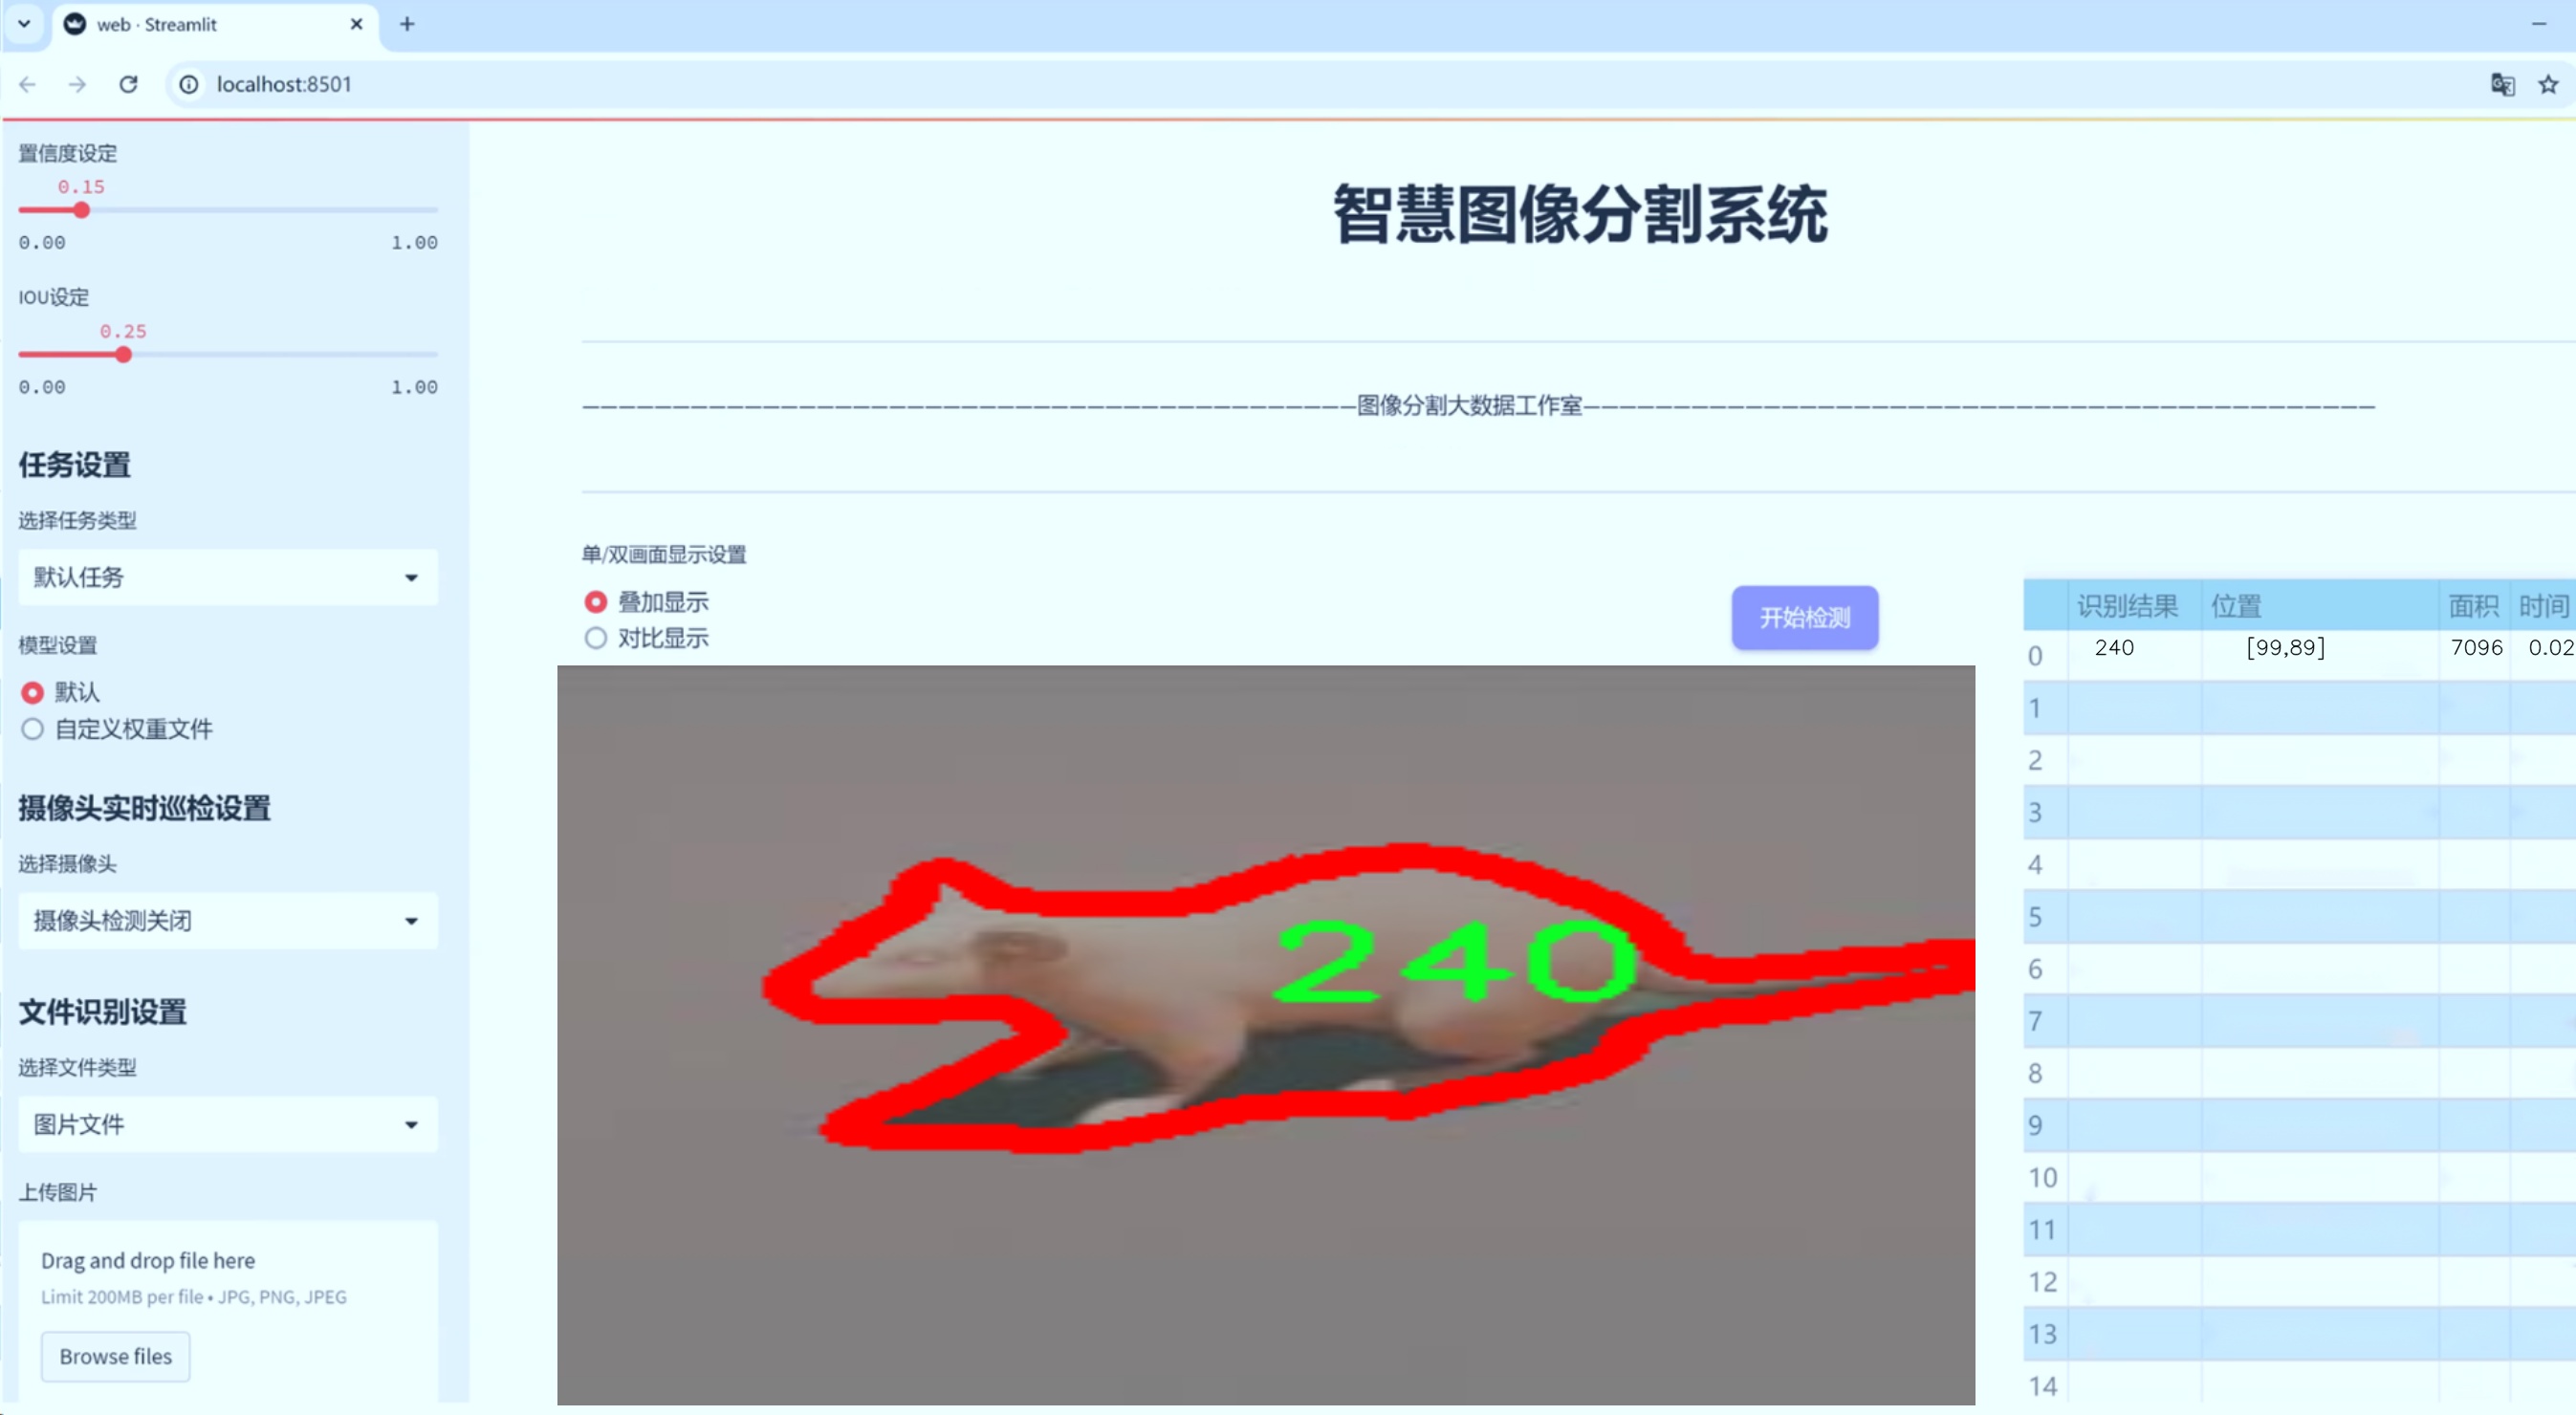 web · Streamlit
localhost:8501
置信度设定
0.15
0.00 1.00
IOU设定
0.25
0.00 1.00
任务设置
选择任务类型
默认任务
模型设置
默认
自定义权重文件
摄像头实时巡检设置
选择摄像头
摄像头检测关闭
文件识别设置
选择文件类型
图片文件
上传图片
Drag and drop file here
Limit 200MB per file • JPG, PNG, JPEG
Browse files
智慧图像分割系统
———————————————————————————————————————————图像分割大数据工作室————————————————————————————————————————————
单/双画面显示设置
叠加显示
对比显示
开始检测
240
识别结果 位置 面积 时间
0 240 [99,89] 7096 0.02
1
2
3
4
5
6
7
8
9
10
11
12
13
14